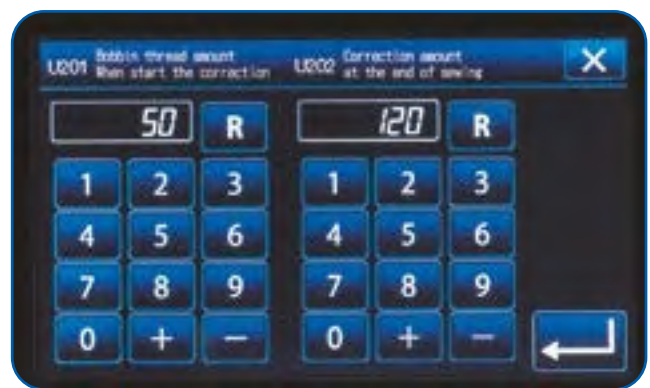 U201 Bobbin thread amount
When start the correction
U202 Correction amount
at the end of sewing
X
50 R
120 R
1 2 3
4 5 6
7 8 9
0 + −
1 2 3
4 5 6
7 8 9
0 + −